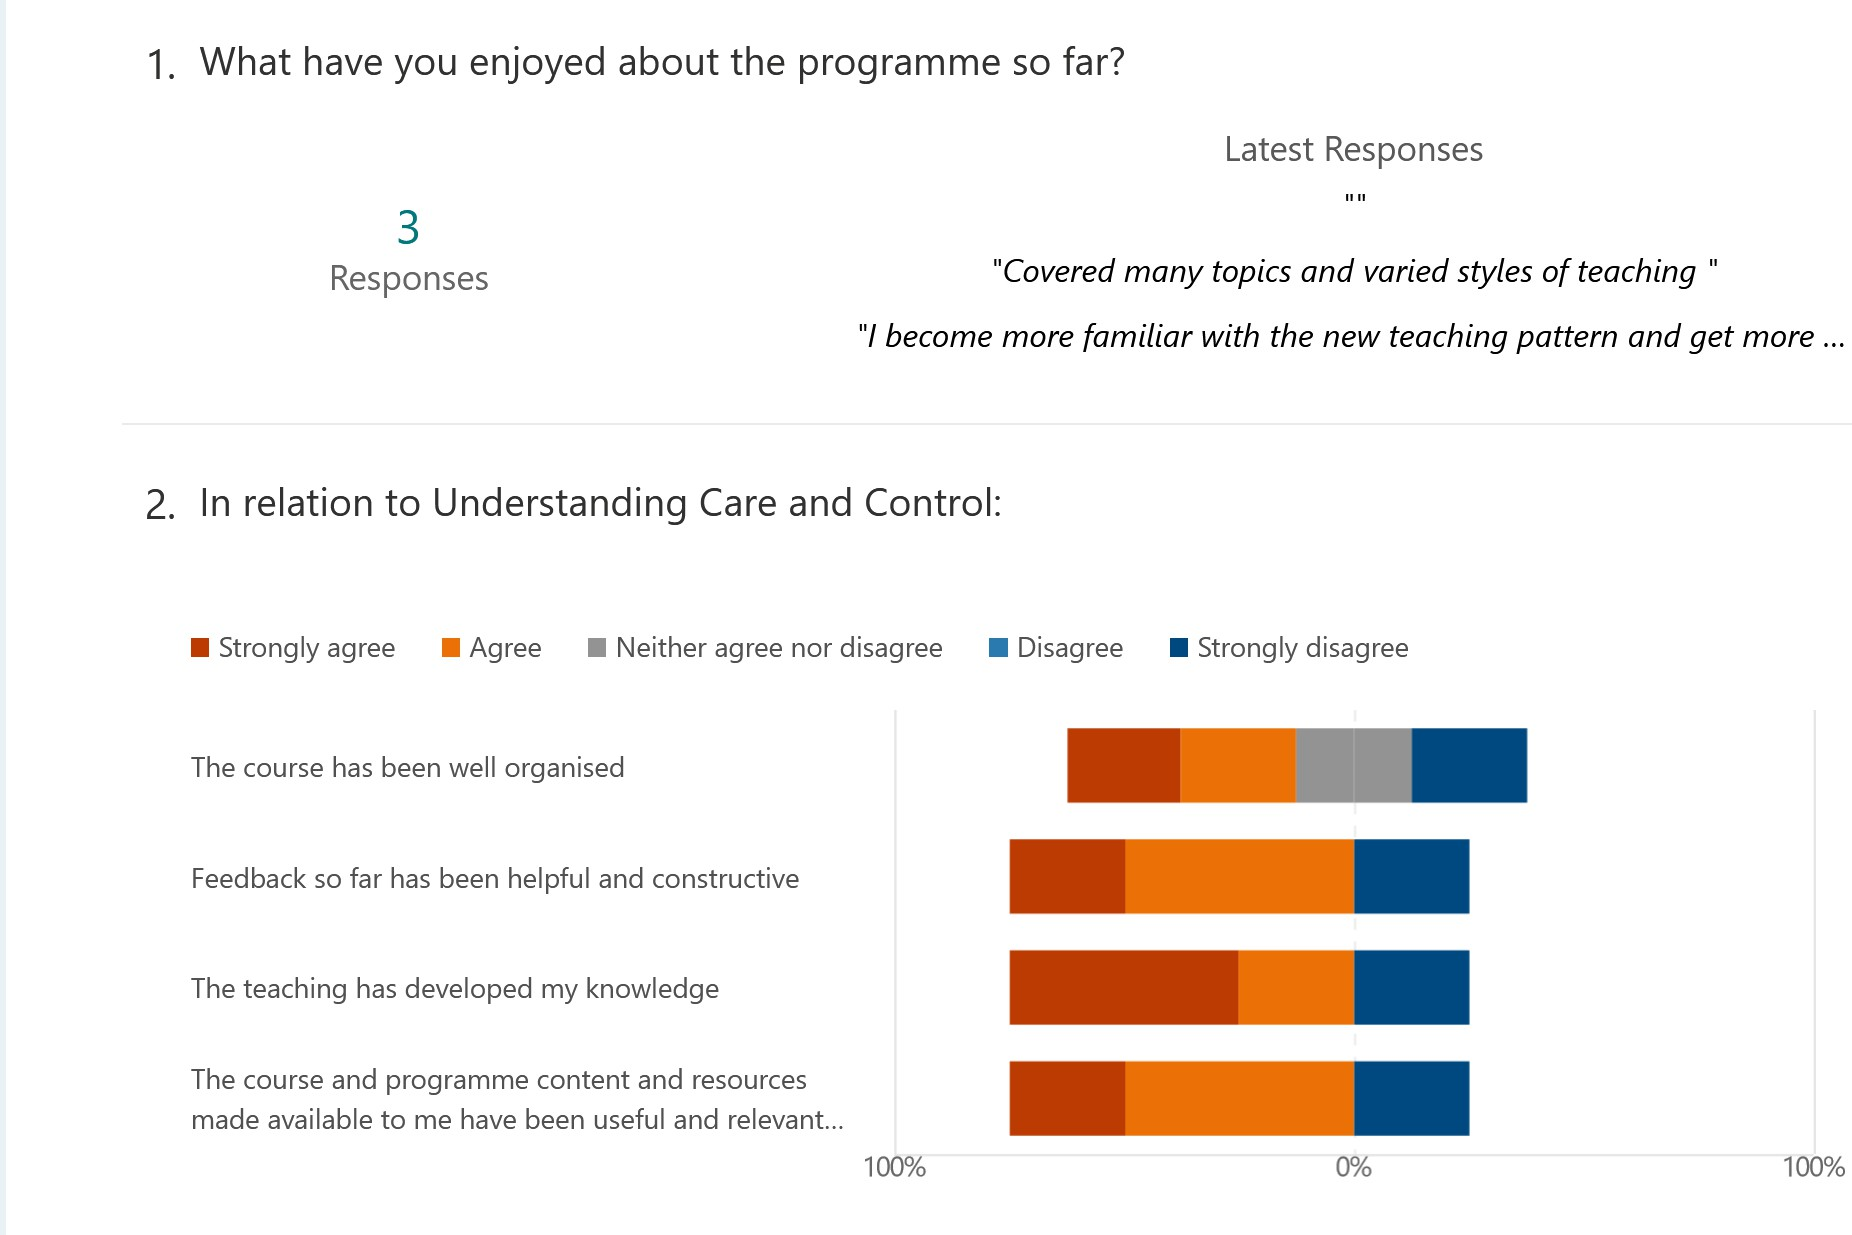 1. What have you enjoyed about the programme so far?
Latest Responses
""
3
Responses
"Covered many topics and varied styles of teaching "
"I become more familiar with the new teaching pattern and get more ...
2. In relation to Understanding Care and Control:
Strongly agree Agree Neither agree nor disagree Disagree Strongly disagree
The course has been well organised
Feedback so far has been helpful and constructive
The teaching has developed my knowledge
The course and programme content and resources
made available to me have been useful and relevant...
100% 0% 100%